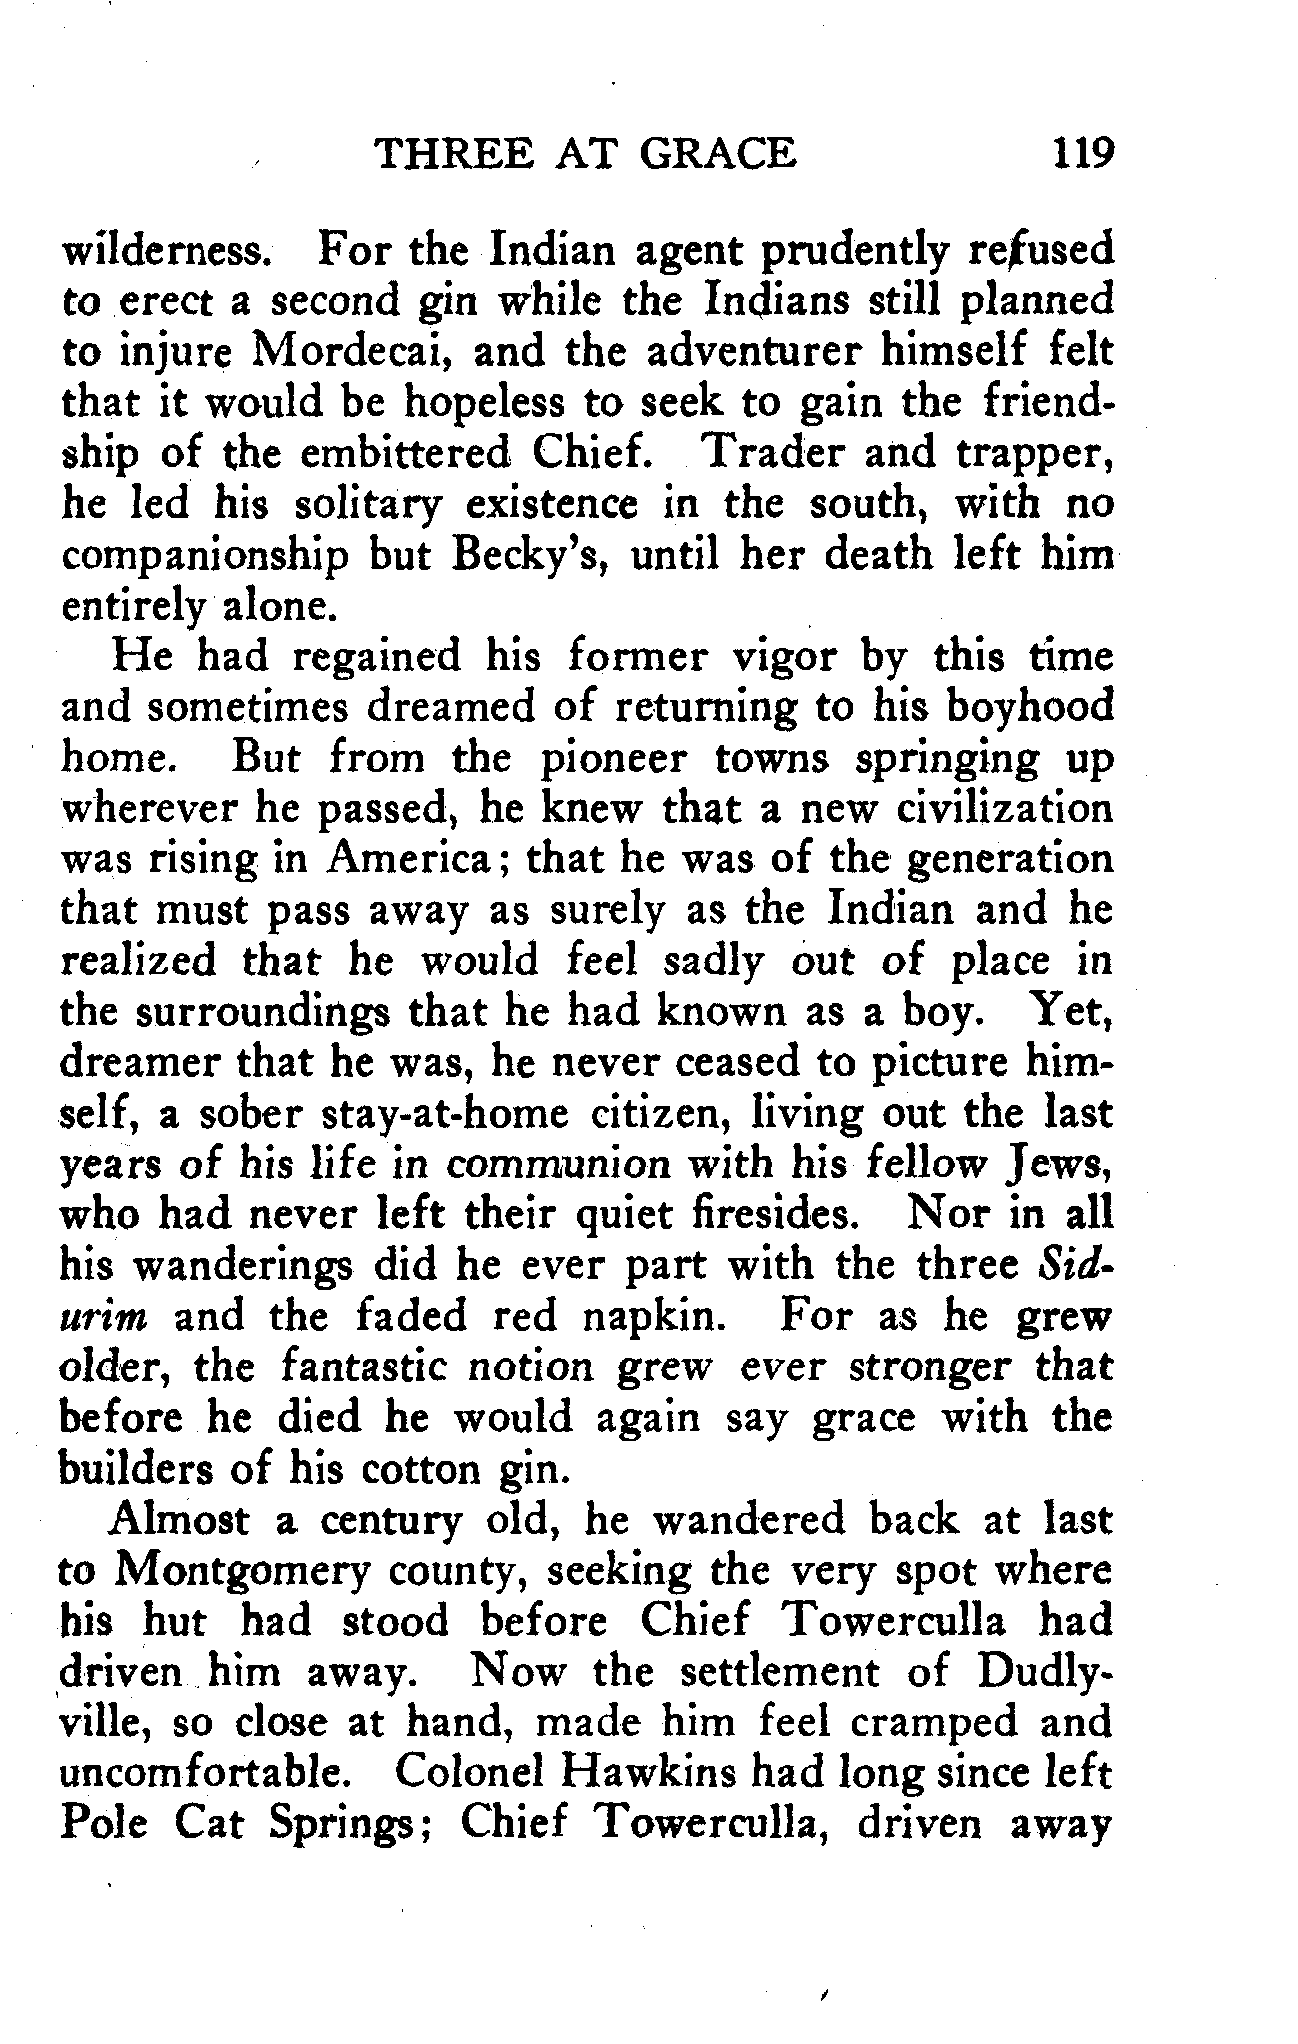 THREE AT GRACE 119
wilderness. For the Indian agent prudently refused
to erect a second gin while the Indians still planned
to injure Mordecai, and the adventurer himself felt
that it would be hopeless to seek to gain the friend-
ship of the embittered Chief. Trader and trapper,
he led his solitary existence in the south, with no
companionship but Becky's, until her death left him
entirely alone.
He had regained his former vigor by this time
and sometimes dreamed of returning to his boyhood
home. But from the pioneer towns springing up
wherever he passed, he knew that a new civilization
was rising in America; that he was of the generation
that must pass away as surely as the Indian and he
realized that he would feel sadly out of place in
the surroundings that he had known as a boy. Yet,
dreamer that he was, he never ceased to picture him-
self, a sober stay-at-home citizen, living out the last
years of his life in communion with his fellow Jews,
who had never left their quiet firesides. Nor in all
his wanderings did he ever part with the three Sid-
urim and the faded red napkin. For as he grew
older, the fantastic notion grew ever stronger that
before he died he would again say grace with the
builders of his cotton gin.
Almost a century old, he wandered back at last
to Montgomery county, seeking the very spot where
his hut had stood before Chief Towerculla had
driven him away. Now the settlement of Dudly-
ville, so close at hand, made him feel cramped and
uncomfortable. Colonel Hawkins had long since left
Pole Cat Springs; Chief Towerculla, driven away